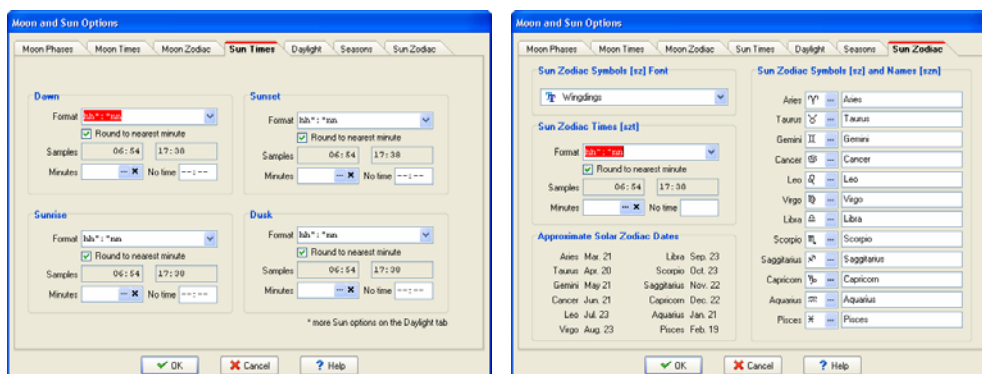 Moon and Sun Options
Moon Phases Moon Times Moon Zodiac Sun Times Daylight Seasons Sun Zodiac
Dawn
Format hh":"nn
Round to nearest minute
Samples 06:54 17:38
Minutes ... No time --:--
Sunset
Format hh":"nn
Round to nearest minute
Samples 06:54 17:38
Minutes ... No time --:--
Sunrise
Format hh":"nn
Round to nearest minute
Samples 06:54 17:38
Minutes ... No time --:--
Dusk
Format hh":"nn
Round to nearest minute
Samples 06:54 17:38
Minutes ... No time --:--
* more Sun options on the Daylight tab
OK Cancel ? Help
Moon and Sun Options
Moon Phases Moon Times Moon Zodiac Sun Times Daylight Seasons Sun Zodiac
Sun Zodiac Symbols [sz] Font
Wingdings
Sun Zodiac Times [szt]
Format hh":"nn
Round to nearest minute
Samples 06:54 17:38
Minutes ... No time
Approximate Solar Zodiac Dates
Aries Mar. 21 Libra Sep. 23
Taurus Apr. 20 Scorpio Oct. 23
Gemini May 21 Saggitarius Nov. 22
Cancer Jun. 21 Capricorn Dec. 22
Leo Jul. 23 Aquarius Jan. 21
Virgo Aug. 23 Pisces Feb. 19
Sun Zodiac Symbols [sz] and Names [szn]
Aries ♈ ... Aries
Taurus ♉ ... Taurus
Gemini ♊ ... Gemini
Cancer ♋ ... Cancer
Leo ♌ ... Leo
Virgo ♍ ... Virgo
Libra ♎ ... Libra
Scorpio ♏ ... Scorpio
Saggitarius ♐ ... Saggitarius
Capricorn ♑ ... Capricorn
Aquarius ♒ ... Aquarius
Pisces ♓ ... Pisces
OK Cancel ? Help